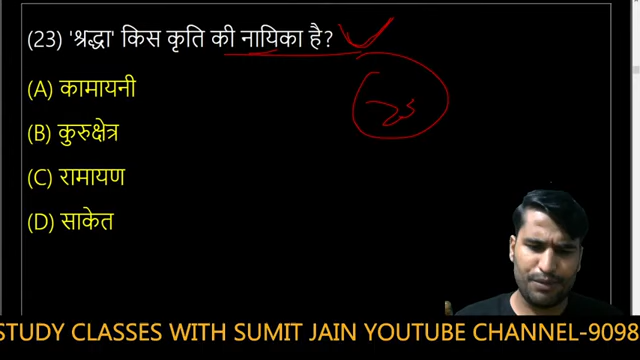 (23) 'श्रद्धा' किस कृति की नायिका है?
(A) कामायनी
(B) कुरुक्षेत्र
(C) रामायण
(D) साकेत
STUDY CLASSES WITH SUMIT JAIN YOUTUBE CHANNEL-9098